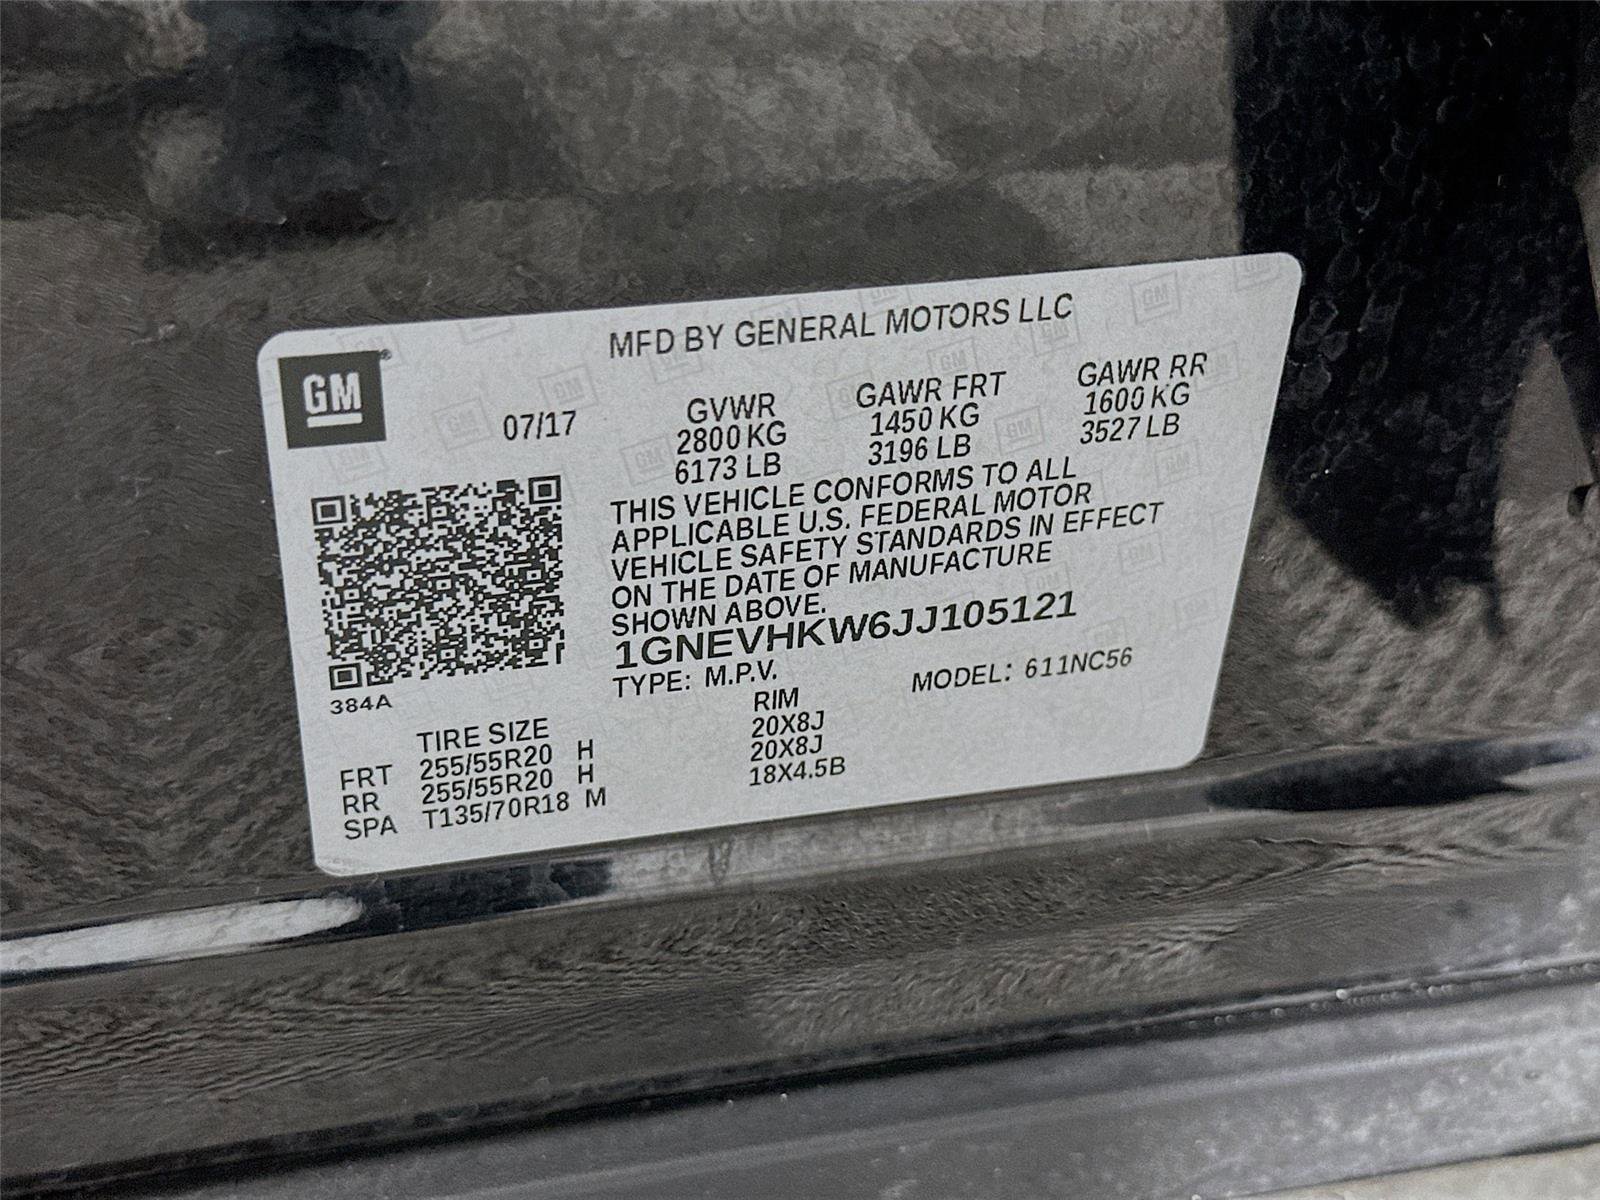 MFD BY GENERAL MOTORS LLC
GM®
07/17
GVWR GAWR FRT GAWR RR
2800 KG 1450 KG 1600 KG
6173 LB 3196 LB 3527 LB
THIS VEHICLE CONFORMS TO ALL
APPLICABLE U.S. FEDERAL MOTOR
VEHICLE SAFETY STANDARDS IN EFFECT
ON THE DATE OF MANUFACTURE
SHOWN ABOVE.
1GNEVHKW6JJ105121
TYPE: M.P.V. MODEL: 611NC56
384A
TIRE SIZE RIM
FRT 255/55R20 H 20X8J
RR 255/55R20 H 20X8J
SPA T135/70R18 M 18X4.5B